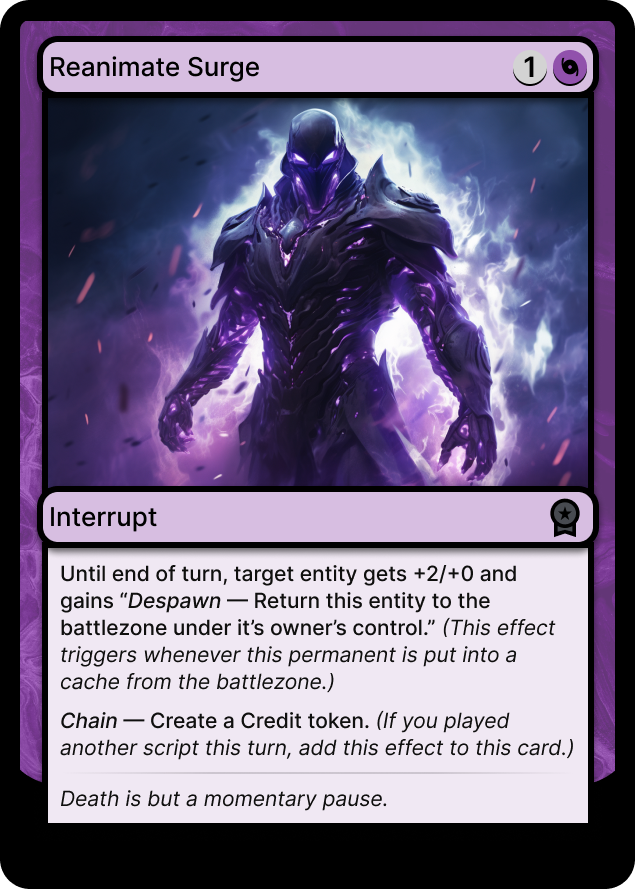 Reanimate Surge 1
Interrupt
Until end of turn, target entity gets +2/+0 and
gains “Despawn — Return this entity to the
battlezone under it’s owner’s control.” (This effect
triggers whenever this permanent is put into a
cache from the battlezone.)
Chain — Create a Credit token. (If you played
another script this turn, add this effect to this card.)
Death is but a momentary pause.